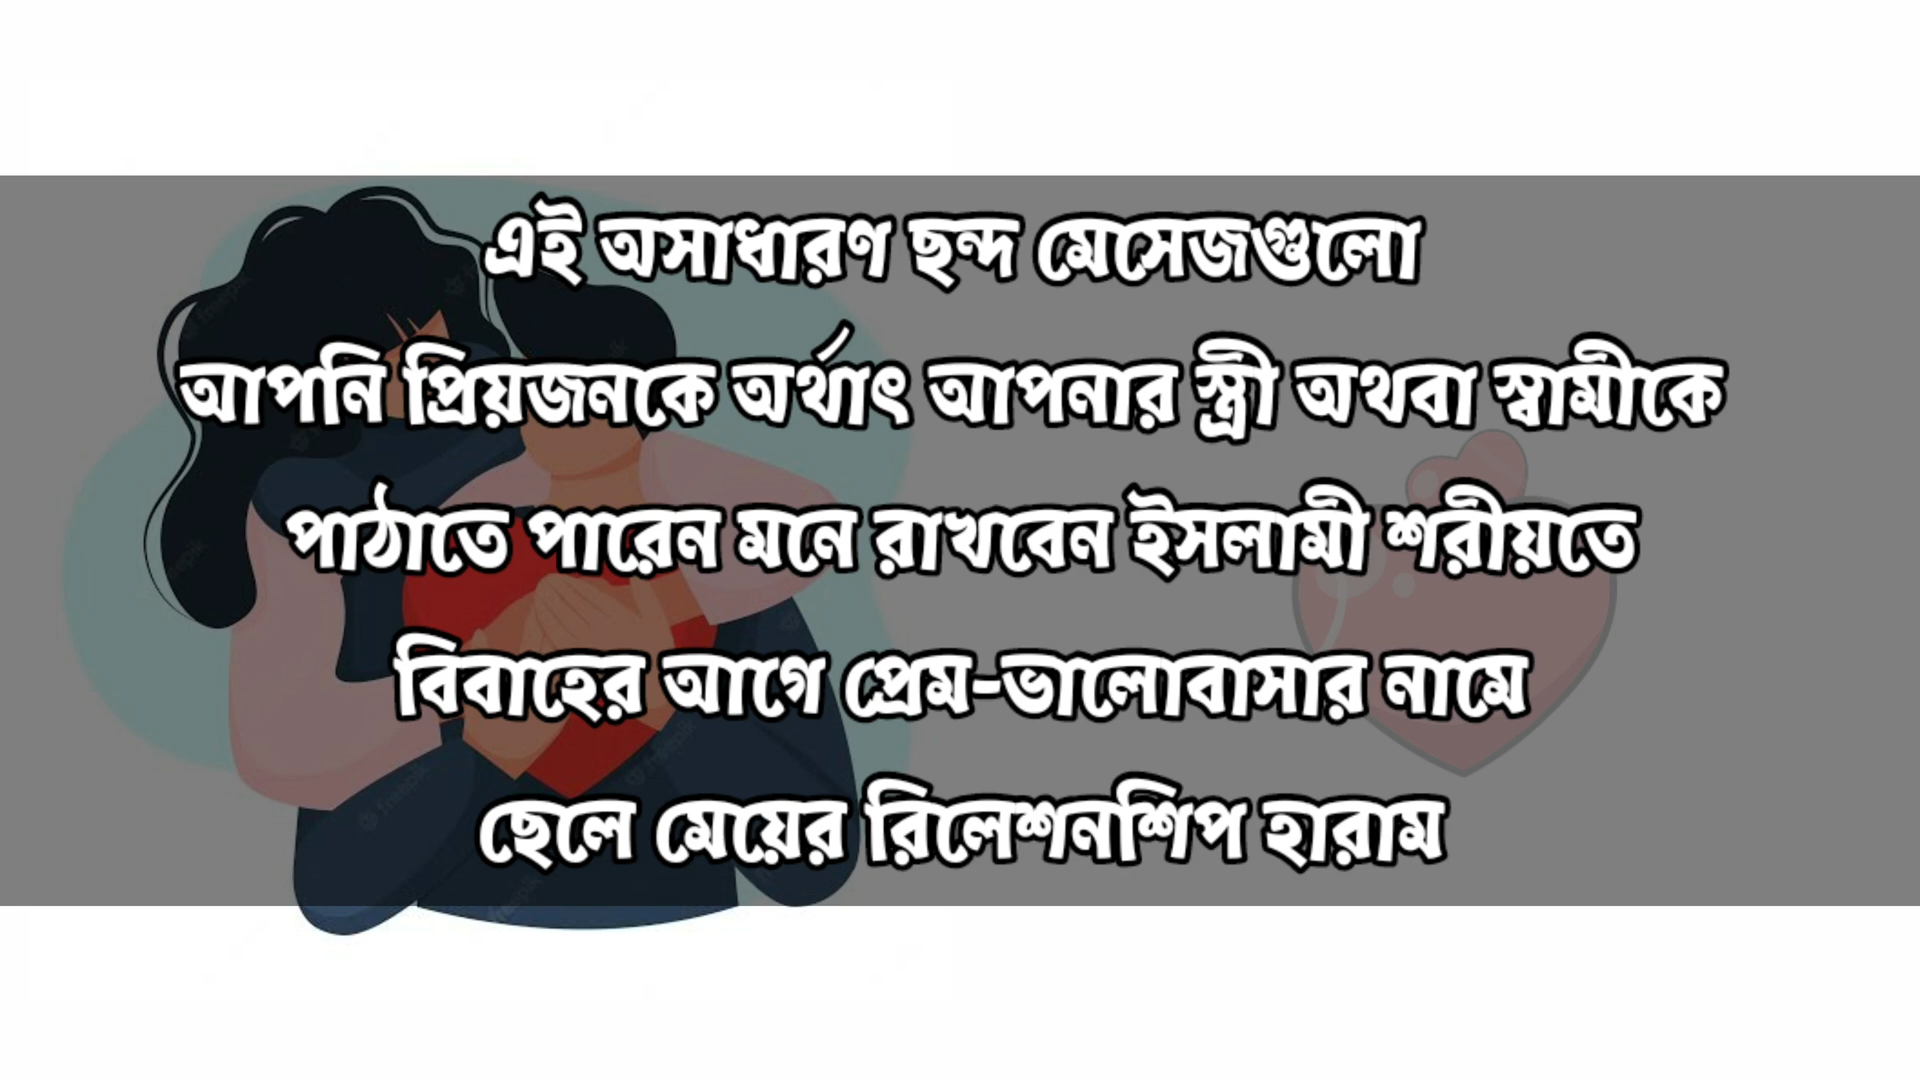 এই অসাধারণ ছন্দ মেসেজগুলো
আপনি প্রিয়জনকে অর্থাৎ আপনার স্ত্রী অথবা স্বামীকে
পাঠাতে পারেন মনে রাখবেন ইসলামী শরীয়তে
বিবাহের আগে প্রেম-ভালোবাসার নামে
ছেলে মেয়ের রিলেশনশিপ হারাম